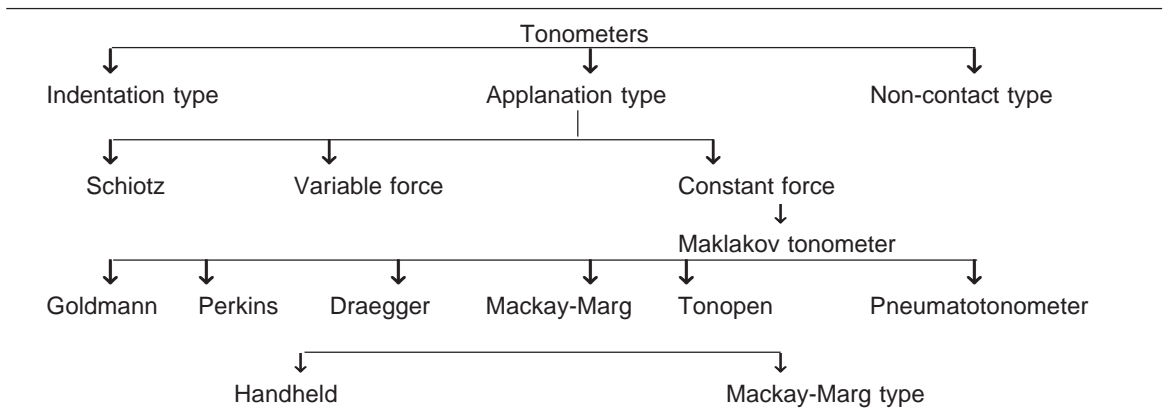 Tonometers
Indentation type Applanation type Non-contact type
Schiotz Variable force Constant force
Maklakov tonometer
Goldmann Perkins Draegger Mackay-Marg Tonopen Pneumatotonometer
Handheld Mackay-Marg type